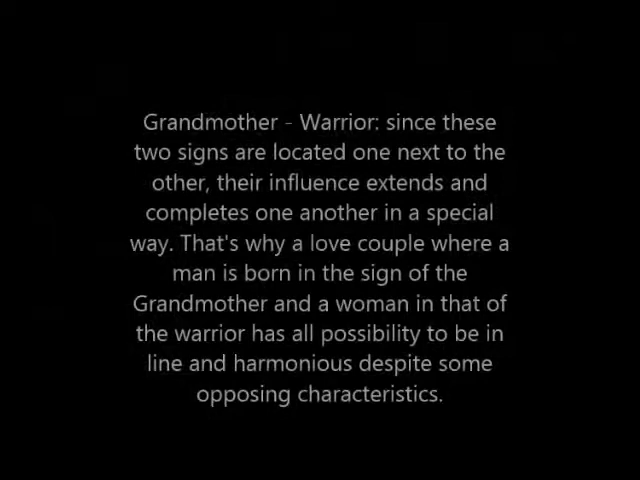 Grandmother - Warrior: since these
two signs are located one next to the
other, their influence extends and
completes one another in a special
way. That's why a love couple where a
man is born in the sign of the
Grandmother and a woman in that of
the warrior has all possibility to be in
line and harmonious despite some
opposing characteristics.